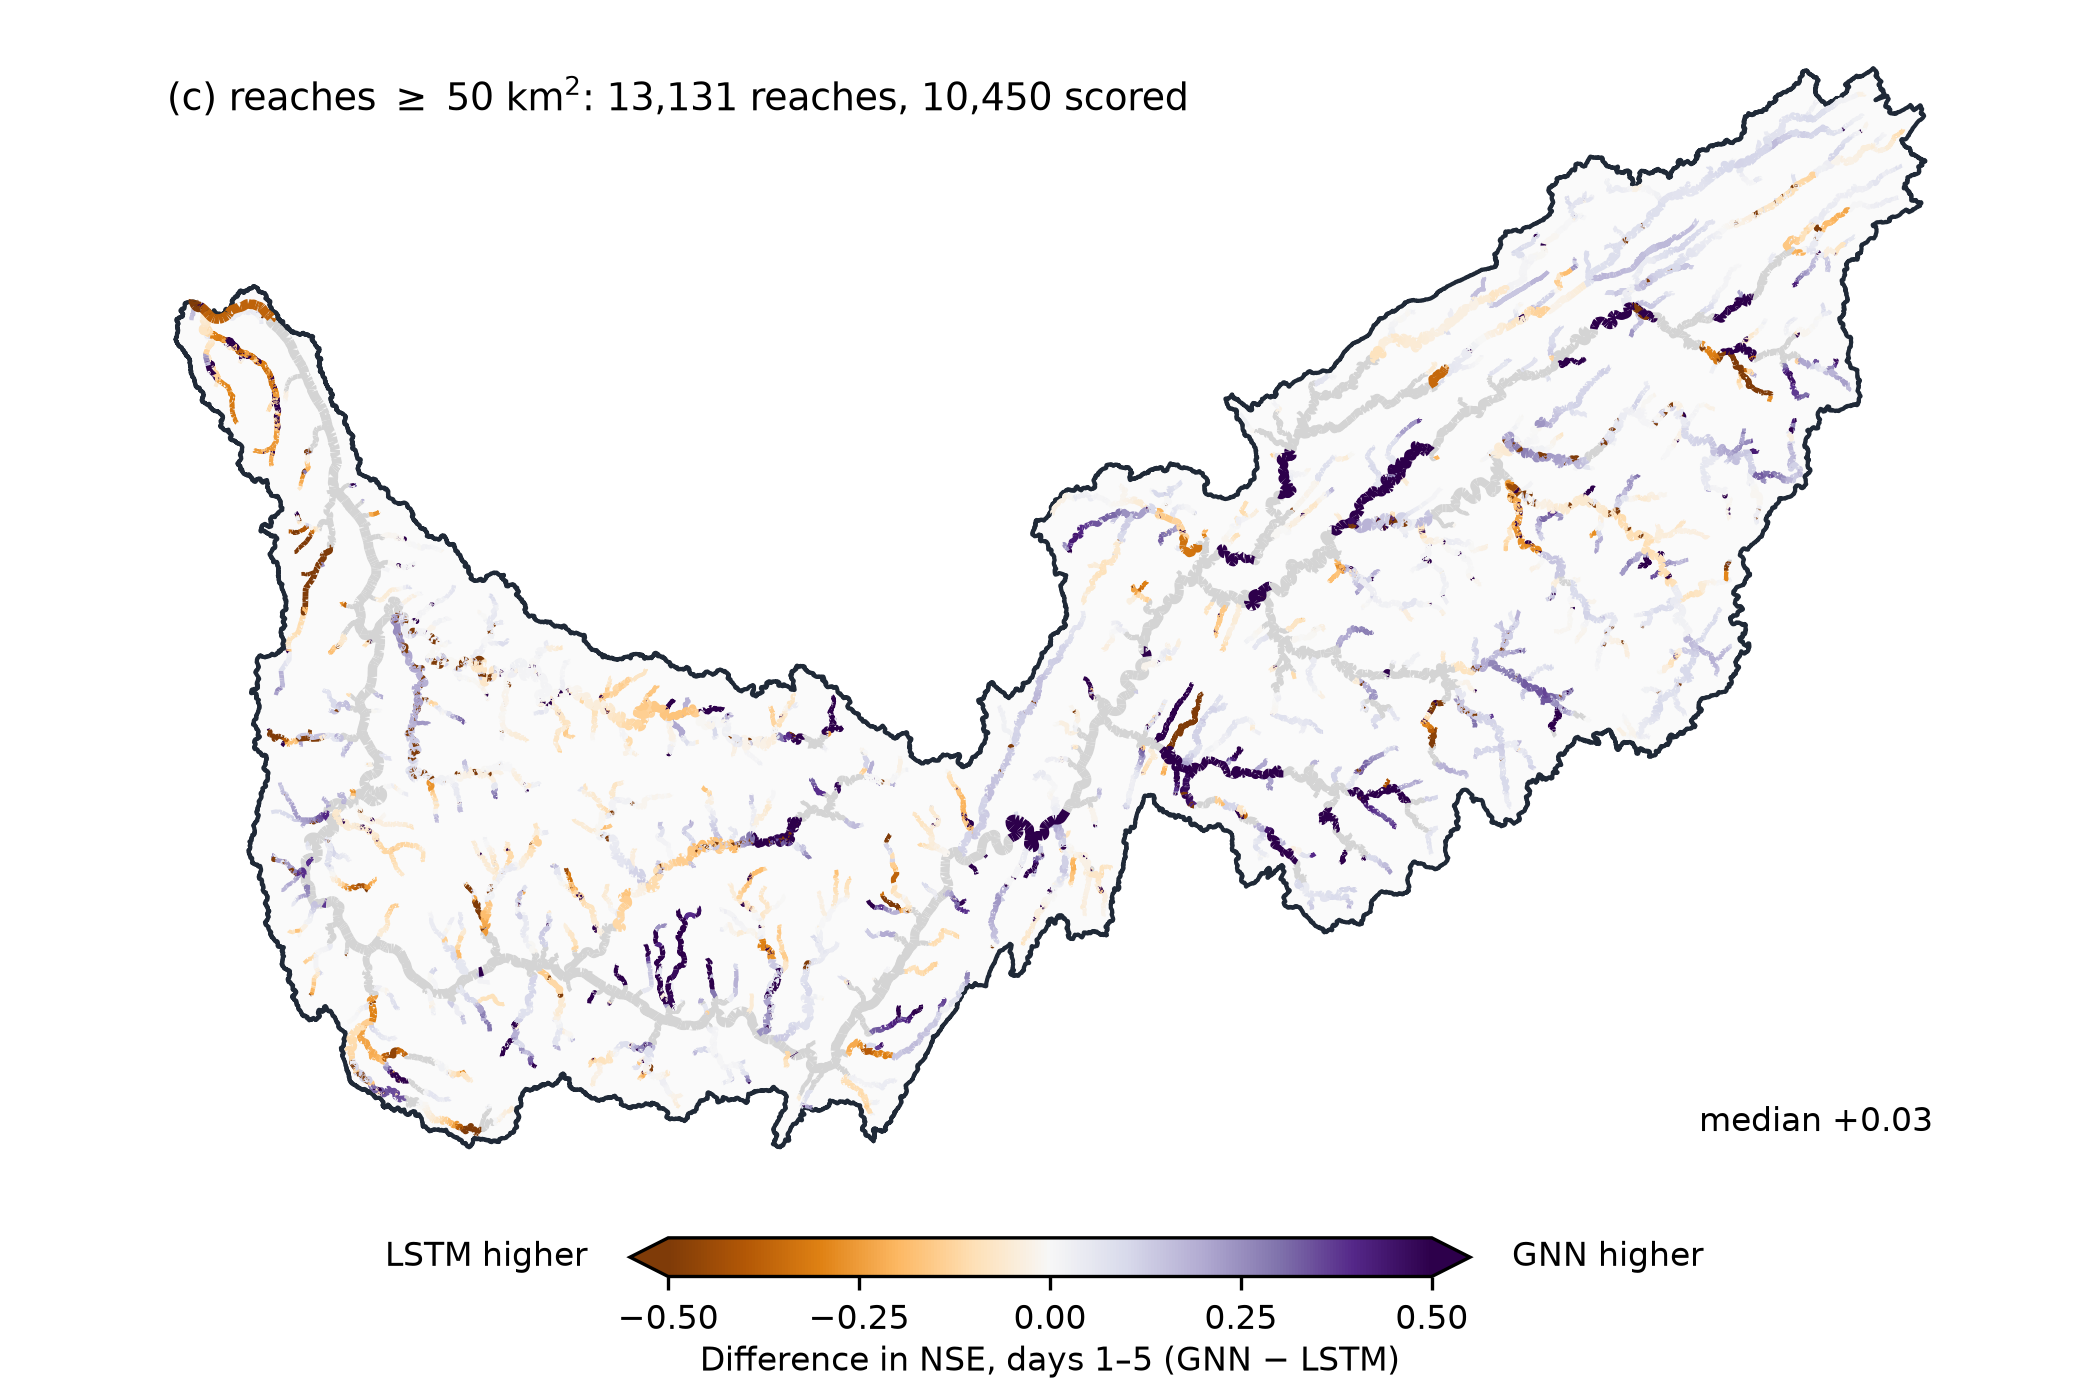 (c) reaches ≥ 50 km²: 13,131 reaches, 10,450 scored
median +0.03
LSTM higher
GNN higher
−0.50 −0.25 0.00 0.25 0.50
Difference in NSE, days 1–5 (GNN − LSTM)